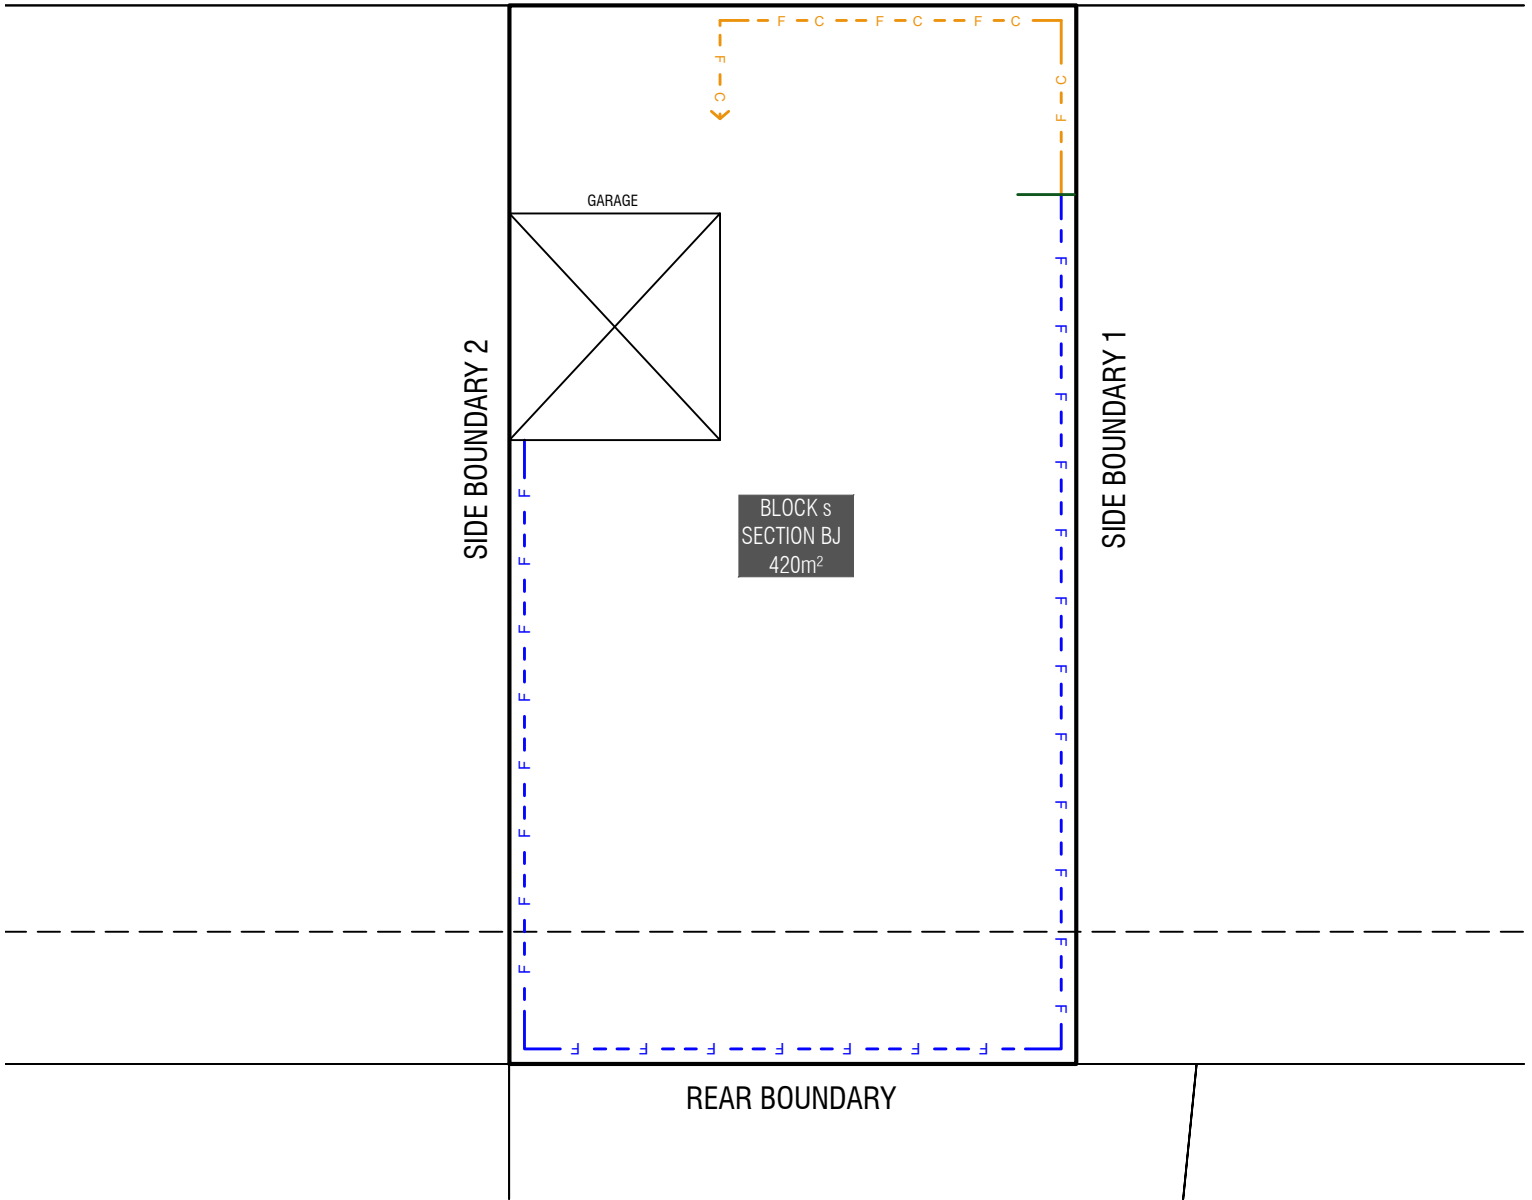 F C F C F C
F C
C F
GARAGE
SIDE BOUNDARY 2
SIDE BOUNDARY 1
F F F F F F F F F F F F
F F F F F F F F
BLOCK s
SECTION BJ
420m²
F F F F F F F
REAR BOUNDARY